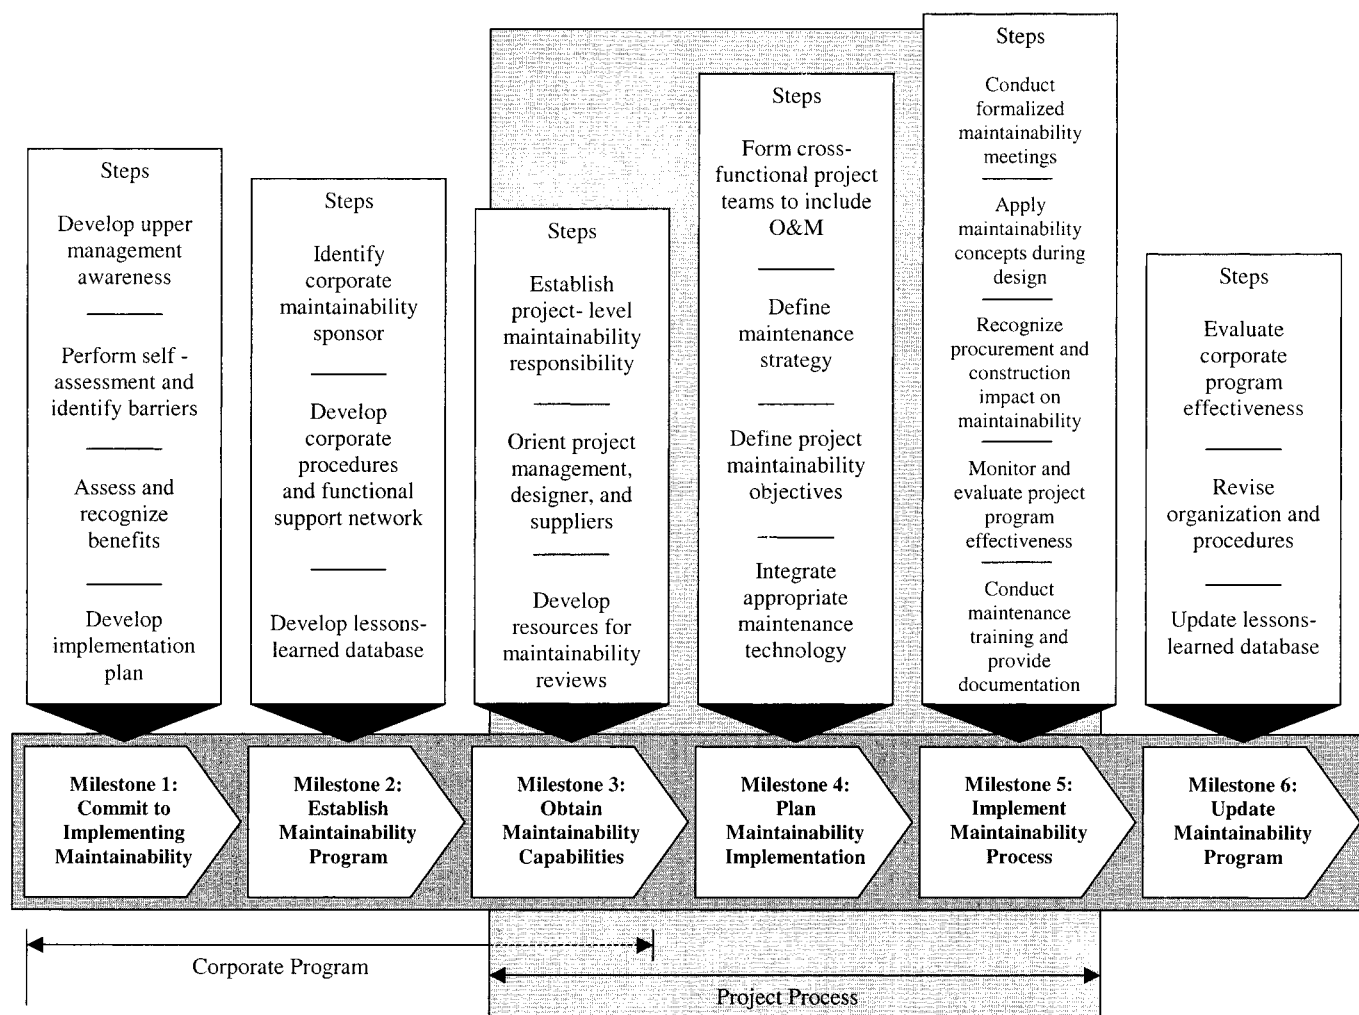 Steps
Develop upper
management
awareness
Perform self -
assessment and
identify barriers
Assess and
recognize
benefits
Develop
implementation
plan
Steps
Identify
corporate
maintainability
sponsor
Develop
corporate
procedures
and functional
support network
Develop lessons-
learned database
Steps
Establish
project- level
maintainability
responsibility
Orient project
management,
designer, and
suppliers
Develop
resources for
maintainability
reviews
Steps
Form cross-
functional project
teams to include
O&M
Define
maintenance
strategy
Define project
maintainability
objectives
Integrate
appropriate
maintenance
technology
Steps
Conduct
formalized
maintainability
meetings
Apply
maintainability
concepts during
design
Recognize
procurement and
construction
impact on
maintainability
Monitor and
evaluate project
program
effectiveness
Conduct
maintenance
training and
provide
documentation
Steps
Evaluate
corporate
program
effectiveness
Revise
organization and
procedures
Update lessons-
learned database
Milestone 1:
Commit to
Implementing
Maintainability
Milestone 2:
Establish
Maintainability
Program
Milestone 3:
Obtain
Maintainability
Capabilities
Milestone 4:
Plan
Maintainability
Implementation
Milestone 5:
Implement
Maintainability
Process
Milestone 6:
Update
Maintainability
Program
Corporate Program
Project Process